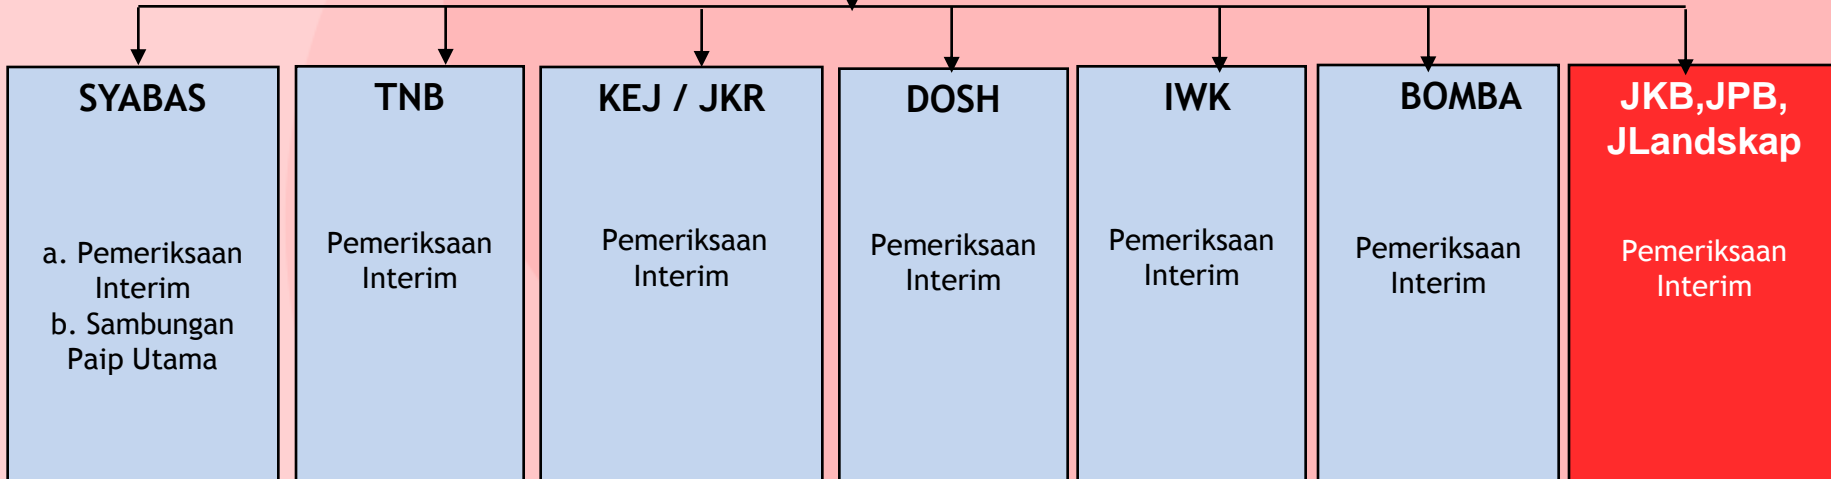 SYABAS
a. Pemeriksaan
Interim
b. Sambungan
Paip Utama
TNB
Pemeriksaan
Interim
KEJ / JKR
Pemeriksaan
Interim
DOSH
Pemeriksaan
Interim
IWK
Pemeriksaan
Interim
BOMBA
Pemeriksaan
Interim
JKB,JPB,
JLandskap
Pemeriksaan
Interim